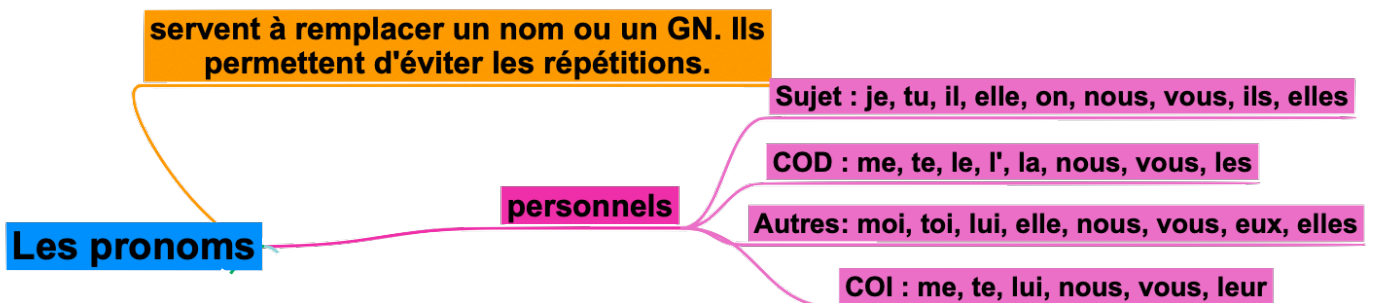 servent à remplacer un nom ou un GN. Ils
permettent d'éviter les répétitions.
Sujet : je, tu, il, elle, on, nous, vous, ils, elles
COD : me, te, le, l', la, nous, vous, les
personnels
Autres: moi, toi, lui, elle, nous, vous, eux, elles
Les pronoms
COI : me, te, lui, nous, vous, leur